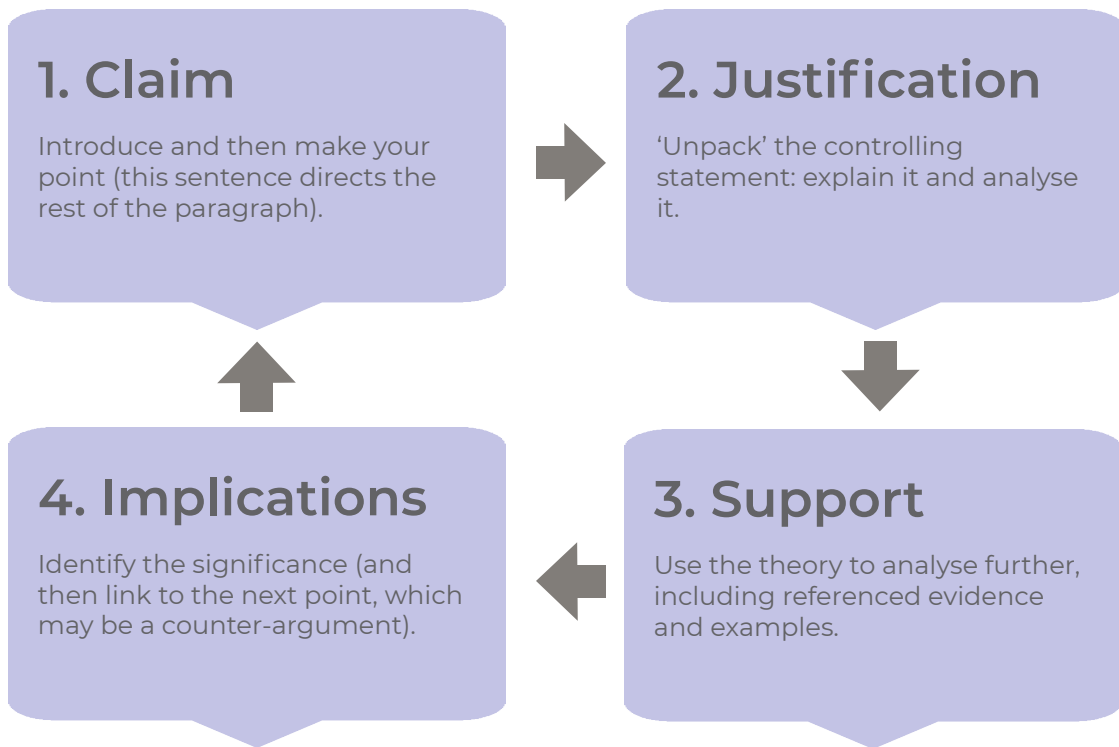 1. Claim
Introduce and then make your
point (this sentence directs the
rest of the paragraph).
2. Justification
‘Unpack’ the controlling
statement: explain it and analyse
it.
3. Support
Use the theory to analyse further,
including referenced evidence
and examples.
4. Implications
Identify the significance (and
then link to the next point, which
may be a counter-argument).